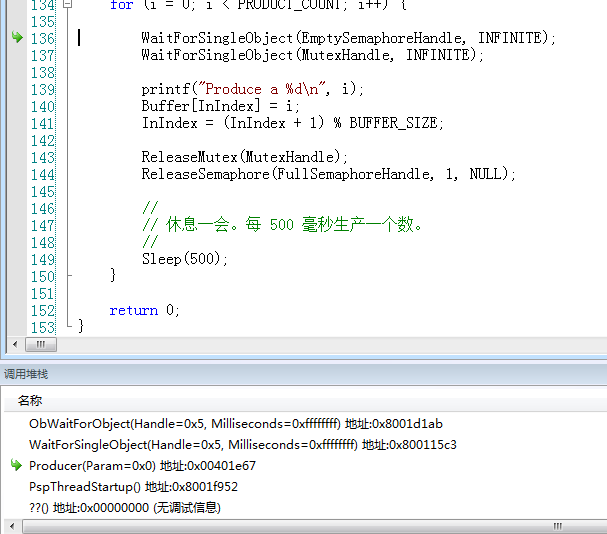 134 for (i = 0; i < PRODUCT_COUNT; i++) {
135
136 WaitForSingleObject(EmptySemaphoreHandle, INFINITE);
137 WaitForSingleObject(MutexHandle, INFINITE);
138
139 printf("Produce a %d\n", i);
140 Buffer[InIndex] = i;
141 InIndex = (InIndex + 1) % BUFFER_SIZE;
142
143 ReleaseMutex(MutexHandle);
144 ReleaseSemaphore(FullSemaphoreHandle, 1, NULL);
145
146 //
147 // 休息一会。每 500 毫秒生产一个数。
148 //
149 Sleep(500);
150 }
151
152 return 0;
153 }
调用堆栈
名称
ObWaitForObject(Handle=0x5, Milliseconds=0xffffffff) 地址:0x8001d1ab
WaitForSingleObject(Handle=0x5, Milliseconds=0xffffffff) 地址:0x800115c3
Producer(Param=0x0) 地址:0x00401e67
PspThreadStartup() 地址:0x8001f952
??() 地址:0x00000000 (无调试信息)